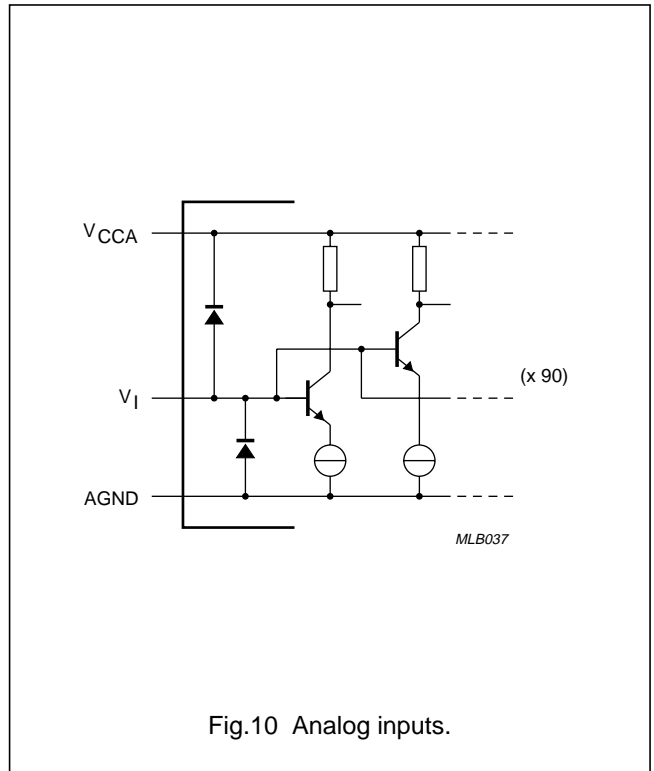 VCCA
VI
(x 90)
AGND
MLB037
Fig.10 Analog inputs.